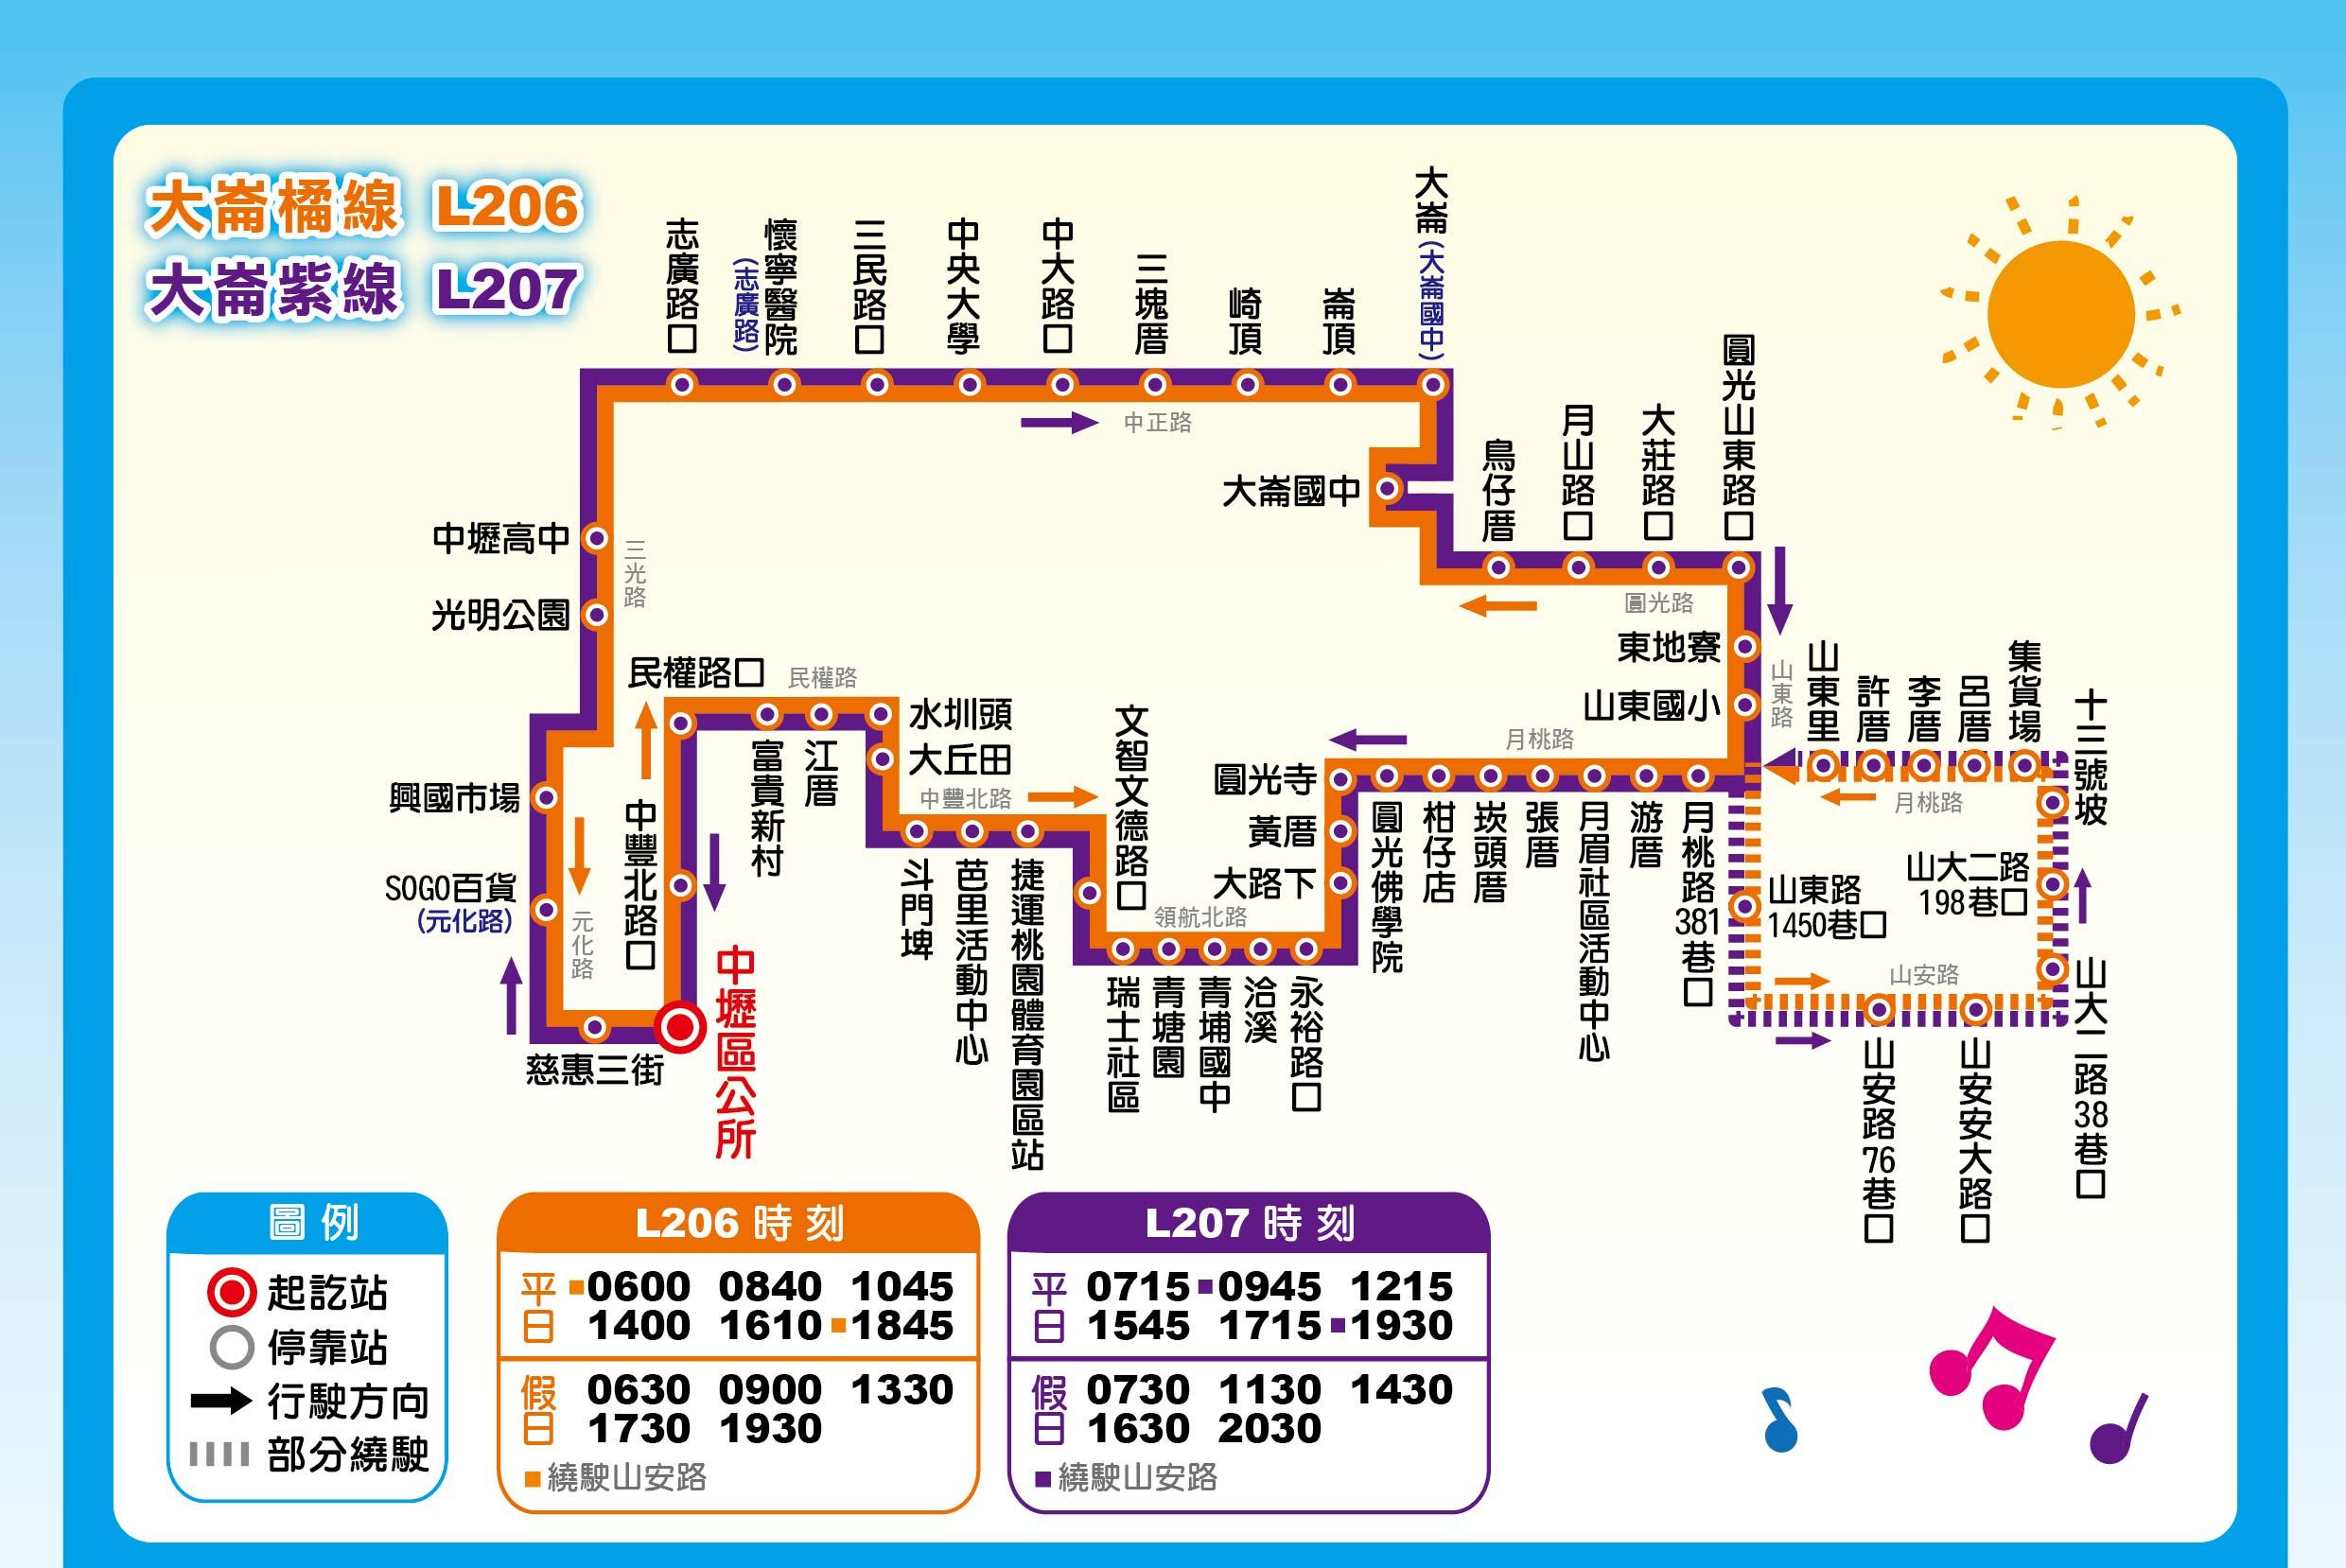 大崙橘線 L206
大崙紫線 L207
志廣路口
懷寧醫院
(志廣路)
三民路口
中央大學
中大路口
三塊厝
崎頂
崙頂
大崙(大崙國中)
中正路
大崙國中
鳥仔厝
月山路口
大莊路口
圓光山東路口
圓光路
中壢高中
三光路
光明公園
東地寮
山東國小
山東路
山東里
許厝
李厝
呂厝
集貨場
十三號坡
月桃路
民權路口
民權路
水圳頭
大丘田
中豐北路
富貴新村
江厝
文智文德路口
月桃路
圓光寺
黃厝
大路下
圓光佛學院
柑仔店
崁頭厝
張厝
月眉社區活動中心
游厝
月桃路381巷口
興國市場
SOGO百貨
(元化路)
元化路
中豐北路口
斗門埤
芭里活動中心
捷運桃園體育園區站
領航北路
瑞士社區
青塘園
青埔國中
洽溪
永裕路口
山東路
1450巷口
山大二路
198巷口
山安路
山大二路38巷口
山安路76巷口
山安安大路口
慈惠三街
中壢區公所
圖例
起訖站
停靠站
行駛方向
部分繞駛
L206 時刻
平日
■0600 0840 1045
1400 1610 ■1845
假日
0630 0900 1330
1730 1930
■繞駛山安路
L207 時刻
平日
0715 ■0945 1215
1545 1715 ■1930
假日
0730 1130 1430
1630 2030
■繞駛山安路